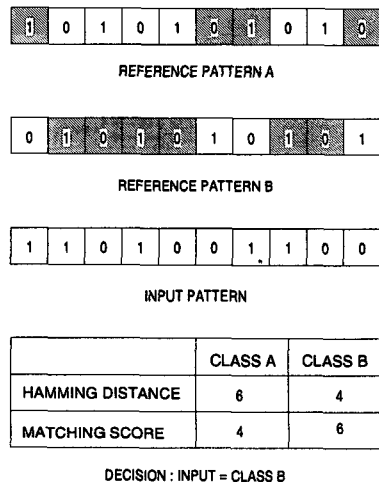 1 0 1 0 1 0 1 0 1 0
REFERENCE PATTERN A
0 1 0 1 0 1 0 1 0 1
REFERENCE PATTERN B
1 1 0 1 0 0 1 1 0 0
INPUT PATTERN
CLASS A CLASS B
HAMMING DISTANCE 6 4
MATCHING SCORE 4 6
DECISION : INPUT = CLASS B